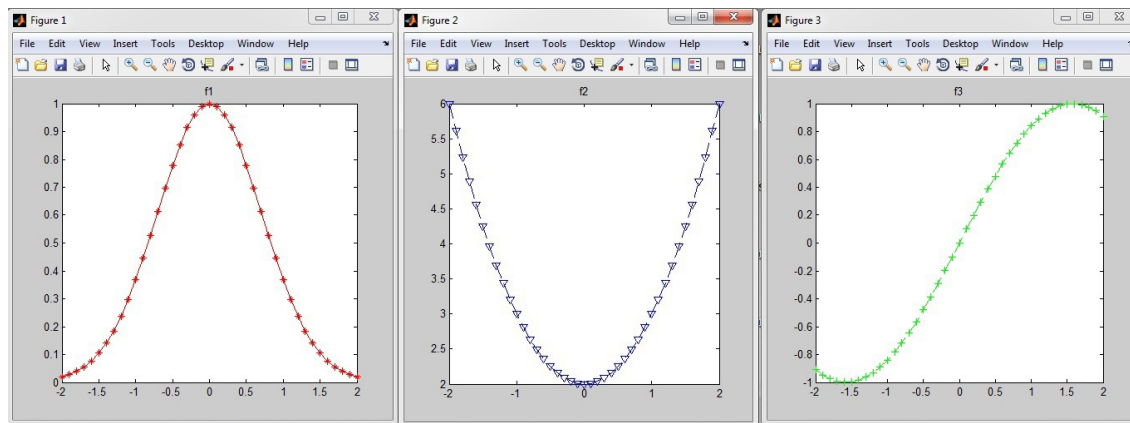 Figure 1
File Edit View Insert Tools Desktop Window Help
f1
1
0.9
0.8
0.7
0.6
0.5
0.4
0.3
0.2
0.1
0
-2 -1.5 -1 -0.5 0 0.5 1 1.5 2
Figure 2
File Edit View Insert Tools Desktop Window Help
f2
6
5.5
5
4.5
4
3.5
3
2.5
2
-2 -1 0 1 2
Figure 3
File Edit View Insert Tools Desktop Window Help
f3
1
0.8
0.6
0.4
0.2
0
-0.2
-0.4
-0.6
-0.8
-1
-2 -1.5 -1 -0.5 0 0.5 1 1.5 2